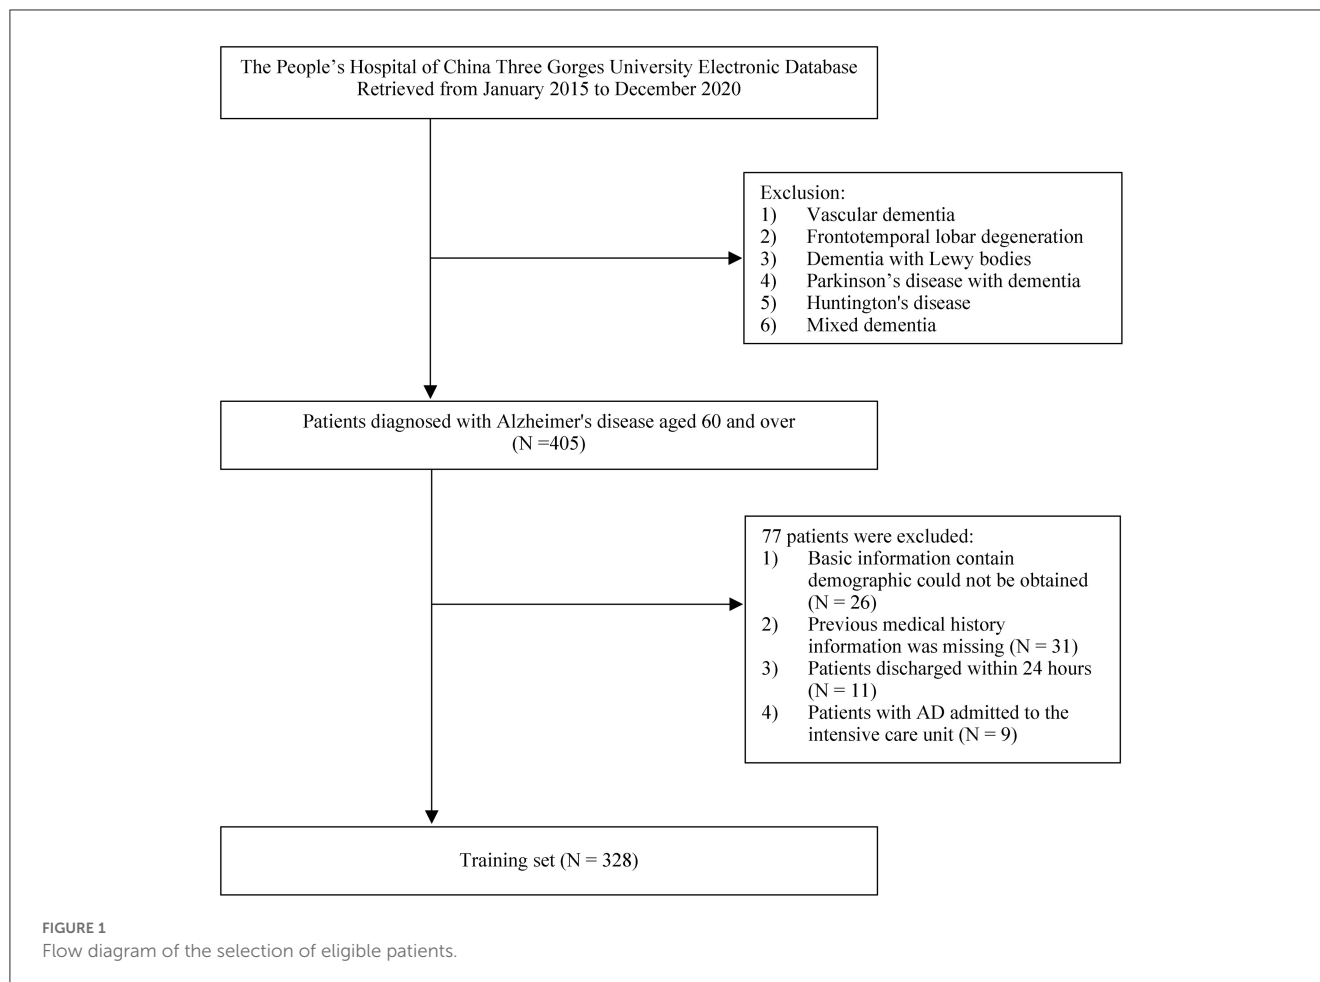 The People’s Hospital of China Three Gorges University Electronic Database
Retrieved from January 2015 to December 2020
Exclusion:
1) Vascular dementia
2) Frontotemporal lobar degeneration
3) Dementia with Lewy bodies
4) Parkinson’s disease with dementia
5) Huntington's disease
6) Mixed dementia
Patients diagnosed with Alzheimer's disease aged 60 and over
(N =405)
77 patients were excluded:
1) Basic information contain
demographic could not be obtained
(N = 26)
2) Previous medical history
information was missing (N = 31)
3) Patients discharged within 24 hours
(N = 11)
4) Patients with AD admitted to the
intensive care unit (N = 9)
Training set (N = 328)
FIGURE 1
Flow diagram of the selection of eligible patients.